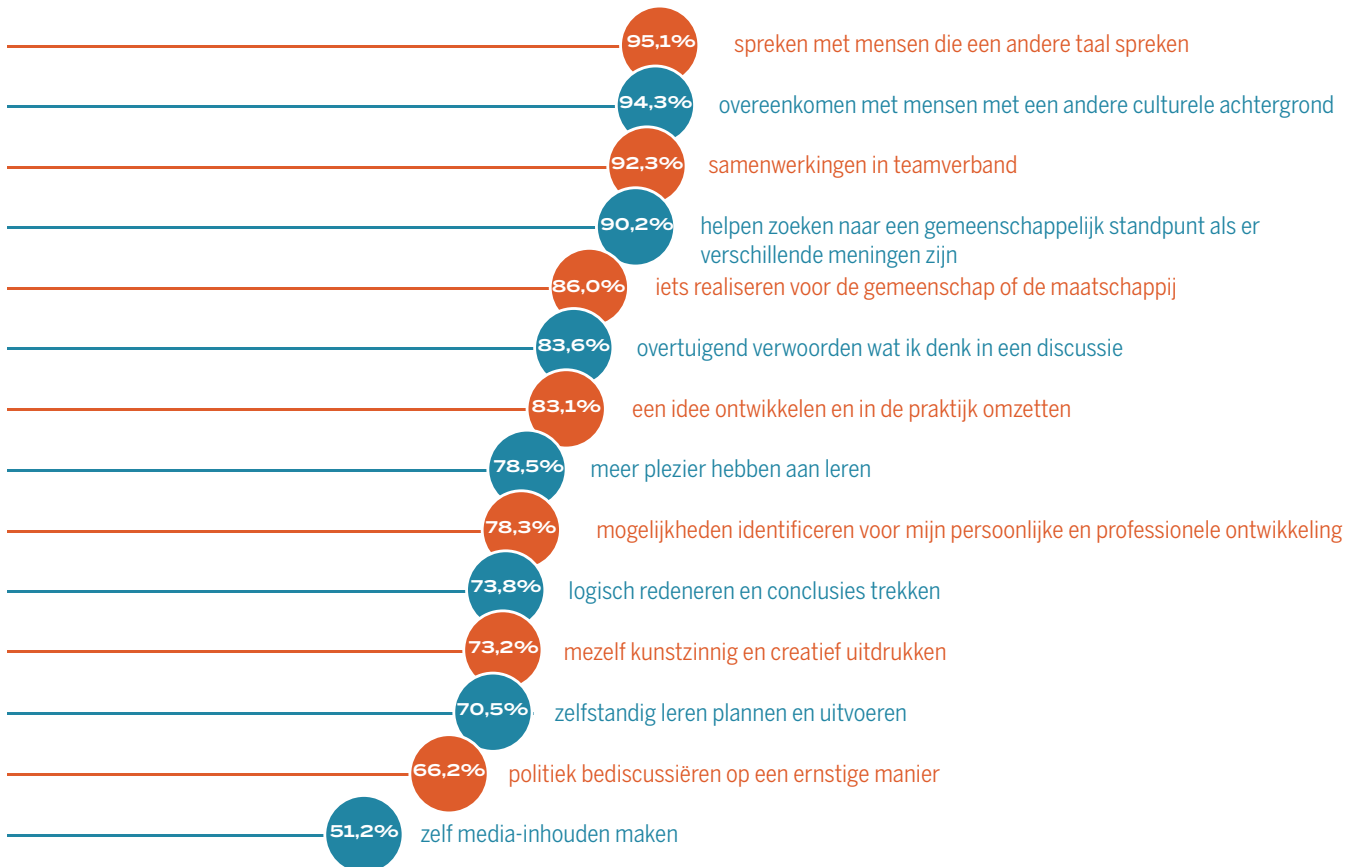 95,1% spreken met mensen die een andere taal spreken
94,3% overeenkomen met mensen met een andere culturele achtergrond
92,3% samenwerkingen in teamverband
90,2% helpen zoeken naar een gemeenschappelijk standpunt als er
verschillende meningen zijn
86,0% iets realiseren voor de gemeenschap of de maatschappij
83,6% overtuigend verwoorden wat ik denk in een discussie
83,1% een idee ontwikkelen en in de praktijk omzetten
78,5% meer plezier hebben aan leren
78,3% mogelijkheden identificeren voor mijn persoonlijke en professionele ontwikkeling
73,8% logisch redeneren en conclusies trekken
73,2% mezelf kunstzinnig en creatief uitdrukken
70,5% zelfstandig leren plannen en uitvoeren
66,2% politiek bediscussiëren op een ernstige manier
51,2% zelf media-inhouden maken